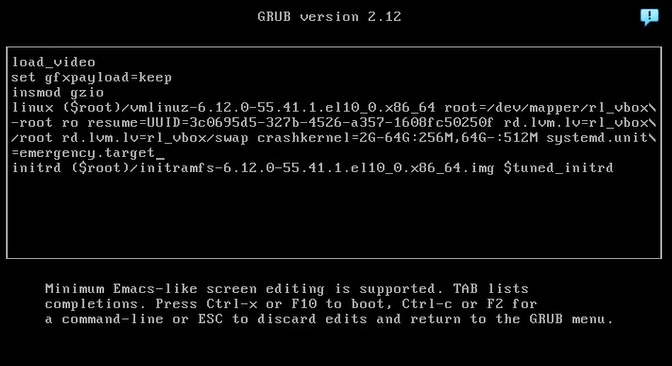 GRUB version 2.12
load_video
set gfxpayload=keep
insmod gzio
linux ($root)/vmlinuz-6.12.0-55.41.1.el10_0.x86_64 root=/dev/mapper/rl_vbox\
-root ro resume=UUID=3c0695d5-327b-4526-a357-1608fc50250f rd.lvm.lv=rl_vbox\
/root rd.lvm.lv=rl_vbox/swap crashkernel=2G-64G:256M,64G-:512M systemd.unit\
=emergency.target_
initrd ($root)/initramfs-6.12.0-55.41.1.el10_0.x86_64.img $tuned_initrd
Minimum Emacs-like screen editing is supported. TAB lists
completions. Press Ctrl-x or F10 to boot, Ctrl-c or F2 for
a command-line or ESC to discard edits and return to the GRUB menu.